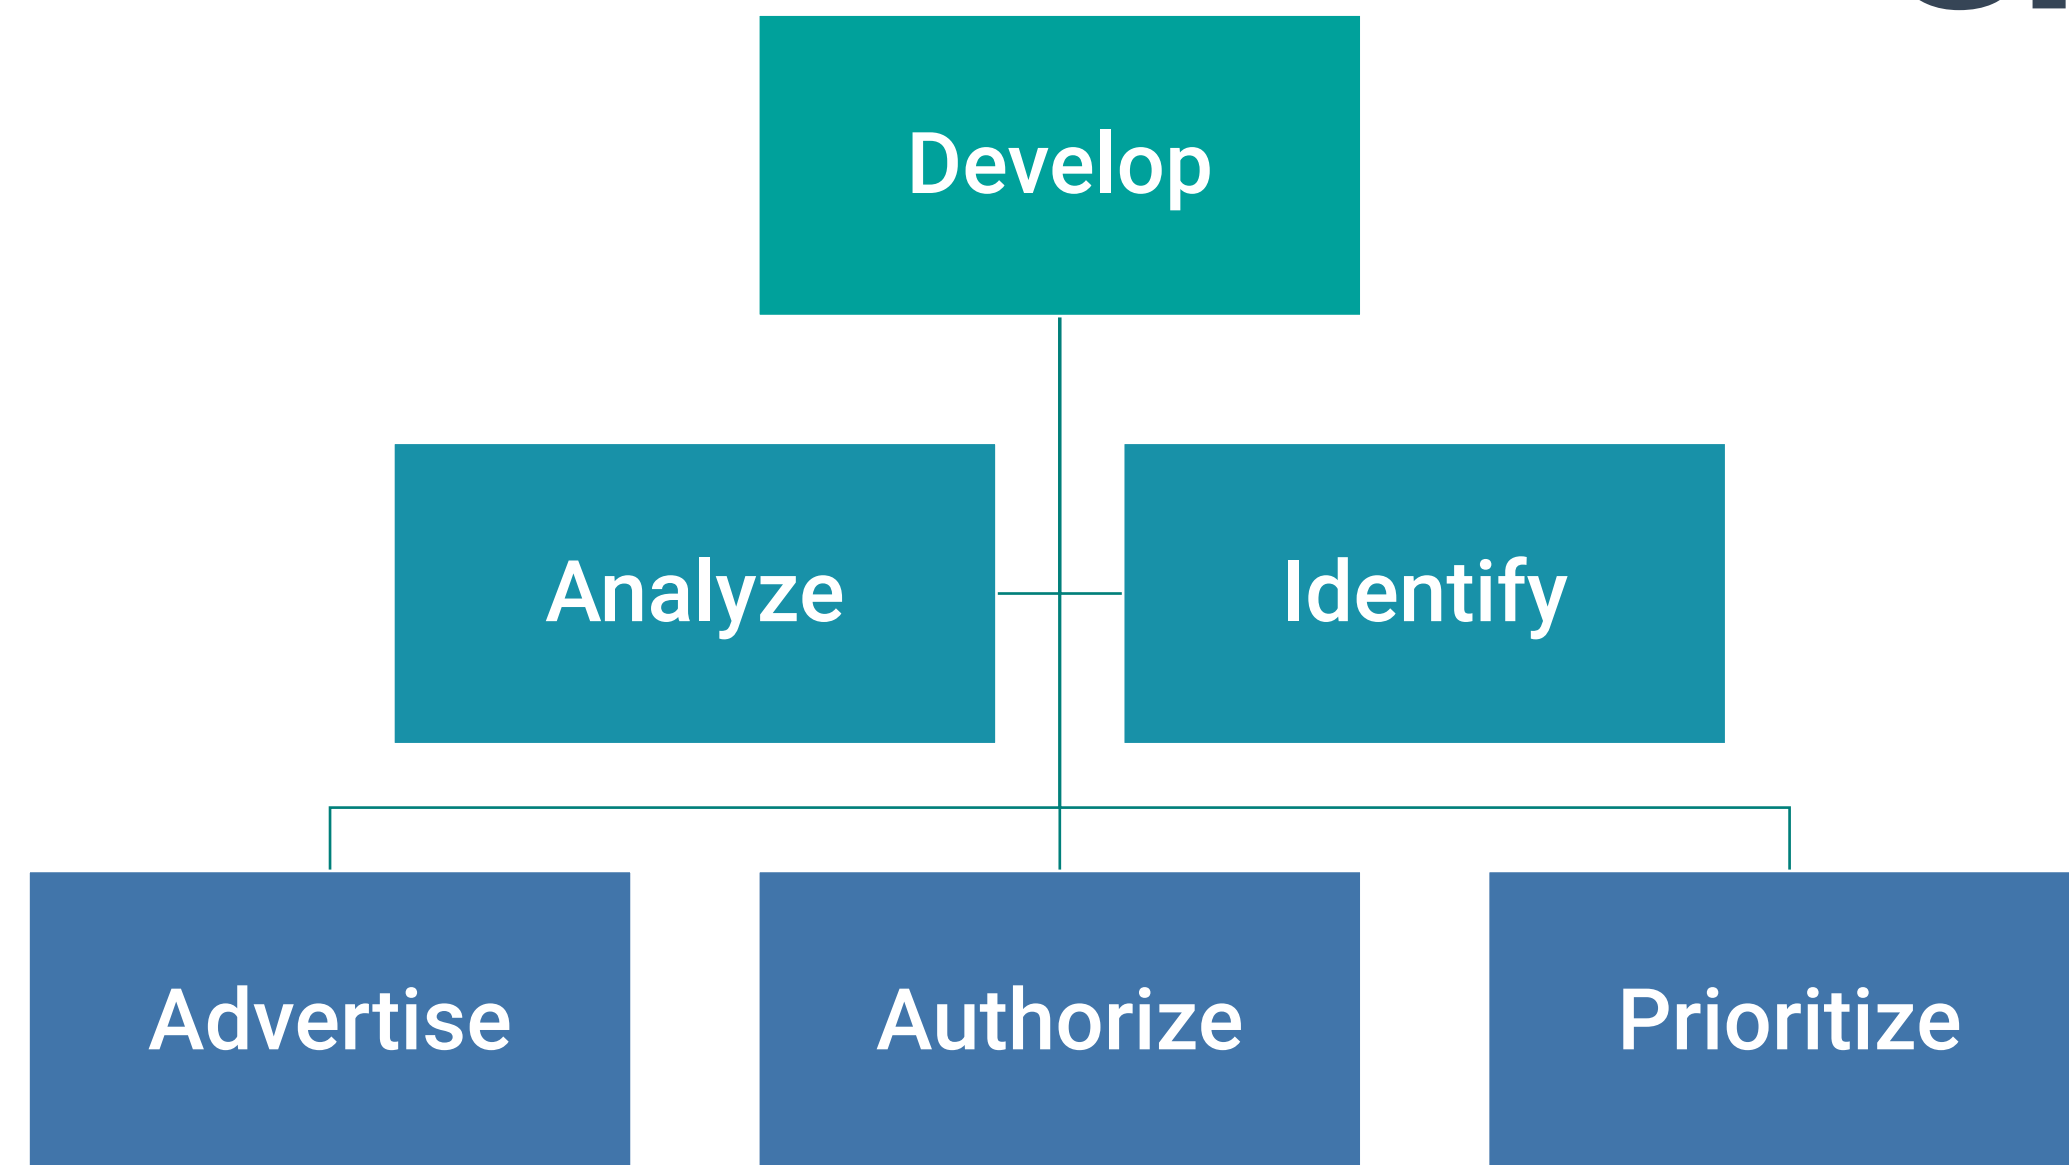 Develop
Analyze
Identify
Advertise
Authorize
Prioritize